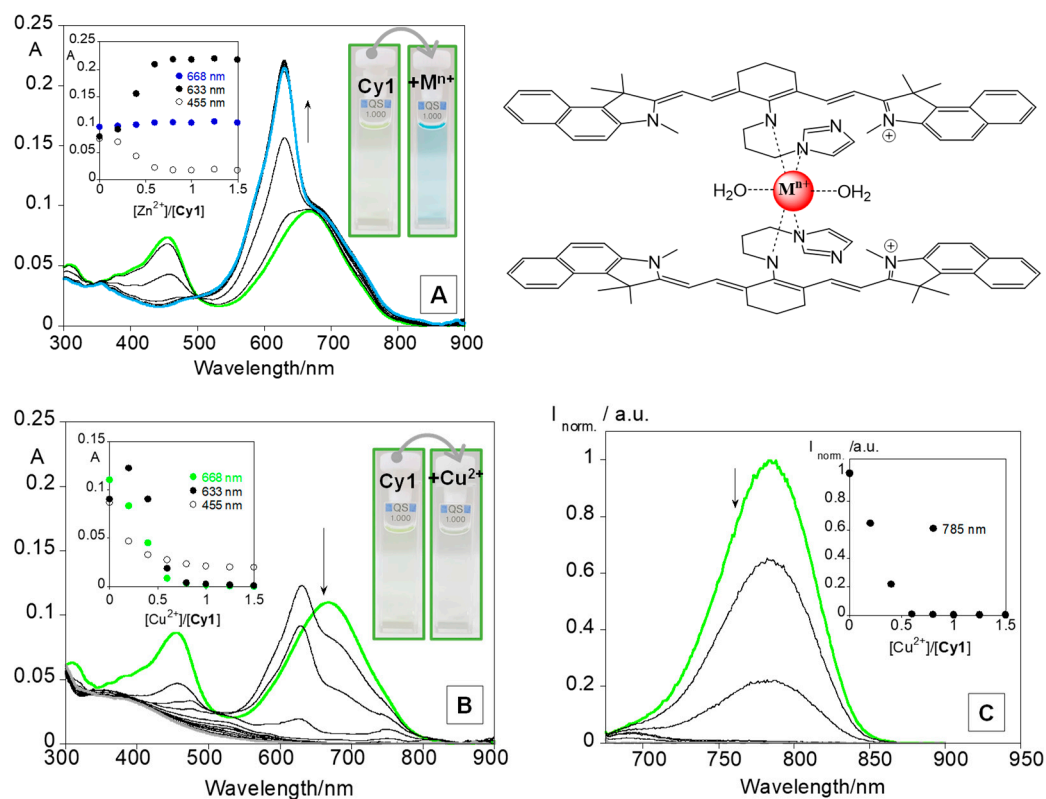 0.25
A
0.2
0.15
0.1
0.05
0
300 400 500 600 700 800 900
Wavelength/nm
A
0.25
0.2
0.15
0.1
0.05
0
668 nm
633 nm
455 nm
0 0.5 1 1.5
[Zn2+]/[Cy1]
Cy1
+Mn+
QS
1.000
QS
1.000
A
N
N
N
N
N
⊕
H2O
Mn+
OH2
N
N
N
N
N
⊕
0.25
A
0.2
0.15
0.1
0.05
0
300 400 500 600 700 800 900
Wavelength/nm
0.15
A
0.1
0.05
0
668 nm
633 nm
455 nm
0 0.5 1 1.5
[Cu2+]/[Cy1]
Cy1
+Cu2+
QS
1.000
QS
1.000
B
I norm. / a.u.
1
0.8
0.6
0.4
0.2
0
700 750 800 850 900 950
Wavelength/nm
I norm. /a.u.
1
0.8
0.6
0.4
0.2
0
785 nm
0 0.5 1 1.5
[Cu2+]/[Cy1]
C